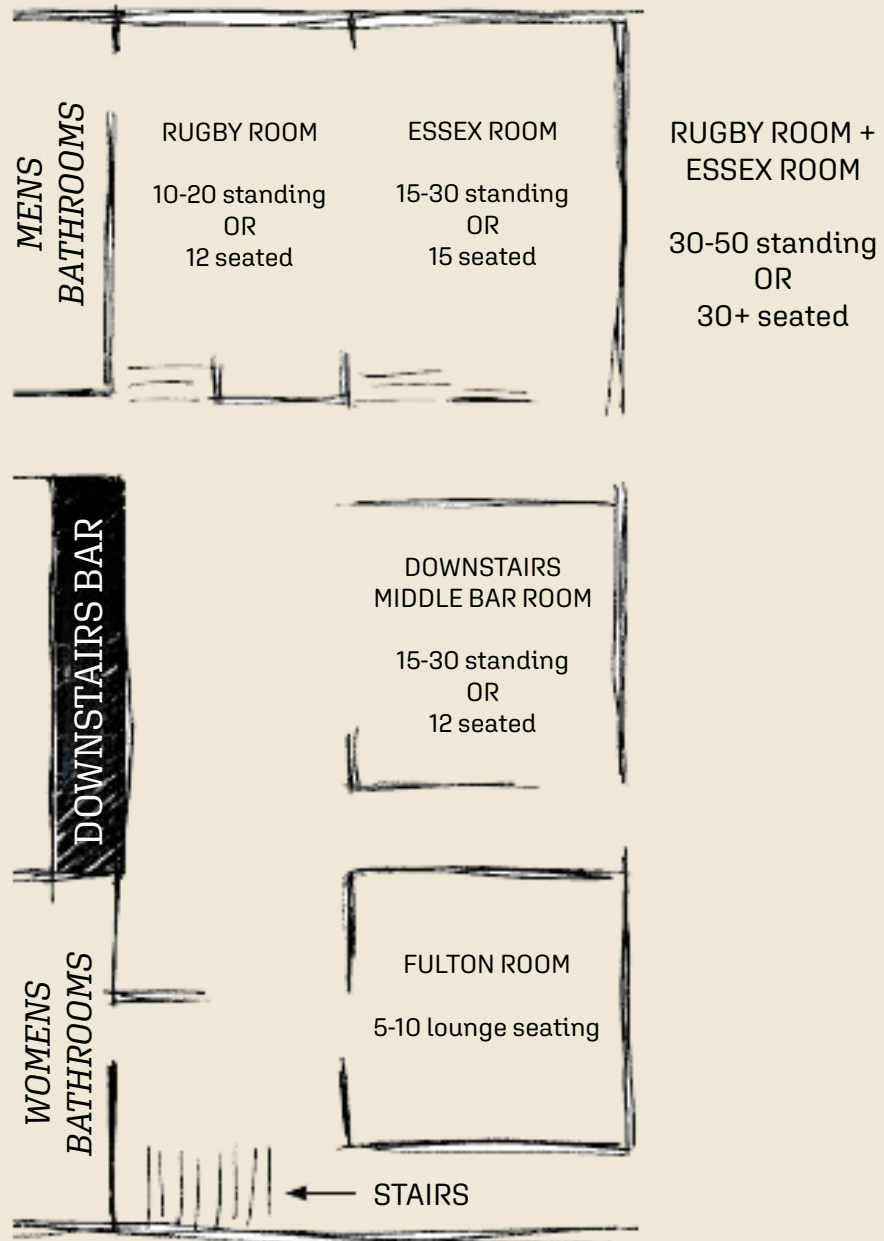 MENS
BATHROOMS
RUGBY ROOM
10-20 standing
OR
12 seated
ESSEX ROOM
15-30 standing
OR
15 seated
RUGBY ROOM +
ESSEX ROOM
30-50 standing
OR
30+ seated
DOWNSTAIRS BAR
DOWNSTAIRS
MIDDLE BAR ROOM
15-30 standing
OR
12 seated
WOMENS
BATHROOMS
FULTON ROOM
5-10 lounge seating
STAIRS